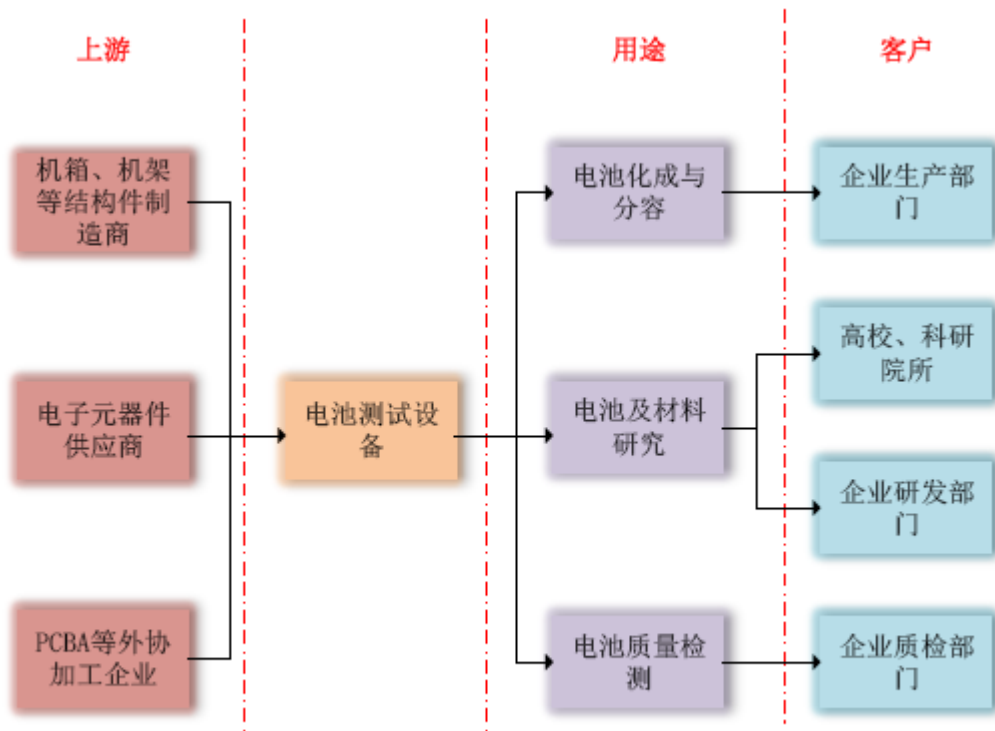 上游
用途
客户
机箱、机架
等结构件制
造商
电池化成与
分容
企业生产部
门
高校、科研
院所
电子元器件
供应商
电池测试设
备
电池及材料
研究
企业研发部
门
PCBA等外协
加工企业
电池质量检
测
企业质检部
门